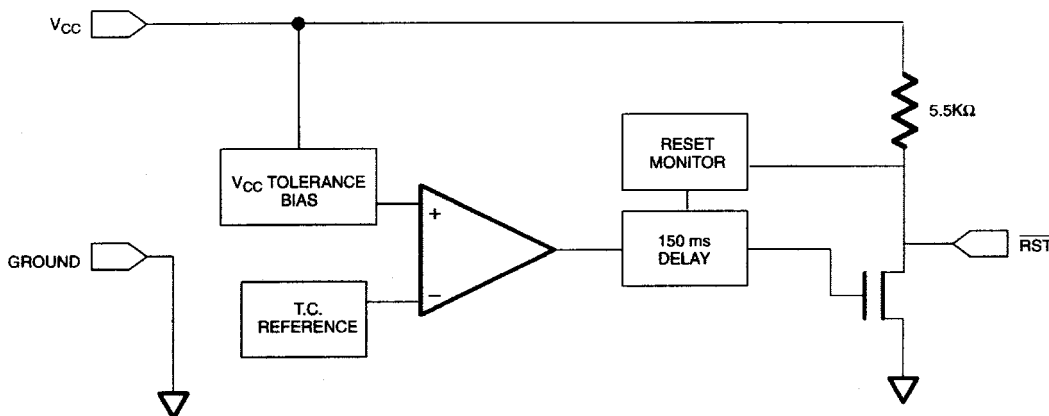 VCC
5.5KΩ
RESET
MONITOR
VCC TOLERANCE
BIAS
+
150 ms
DELAY
RST
GROUND
−
T.C.
REFERENCE